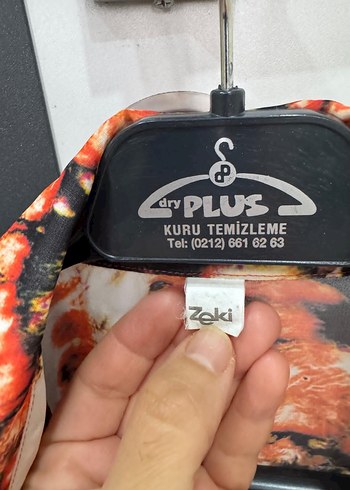 dry PLUS
KURU TEMİZLEME
Tel: (0212) 661 62 63
Zeki